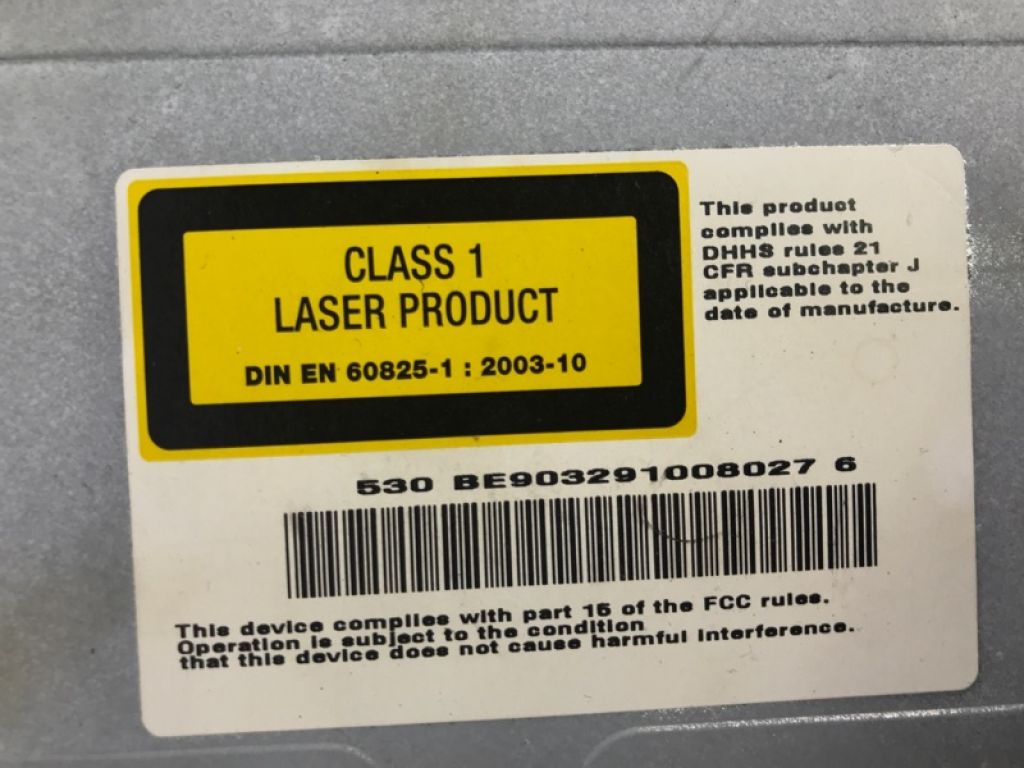 CLASS 1
LASER PRODUCT
DIN EN 60825-1 : 2003-10
This product
complies with
DHHS rules 21
CFR subchapter J
applicable to the
date of manufacture.
530 BE903291008027 6
This device complies with part 15 of the FCC rules.
Operation is subject to the condition
that this device does not cause harmful interference.